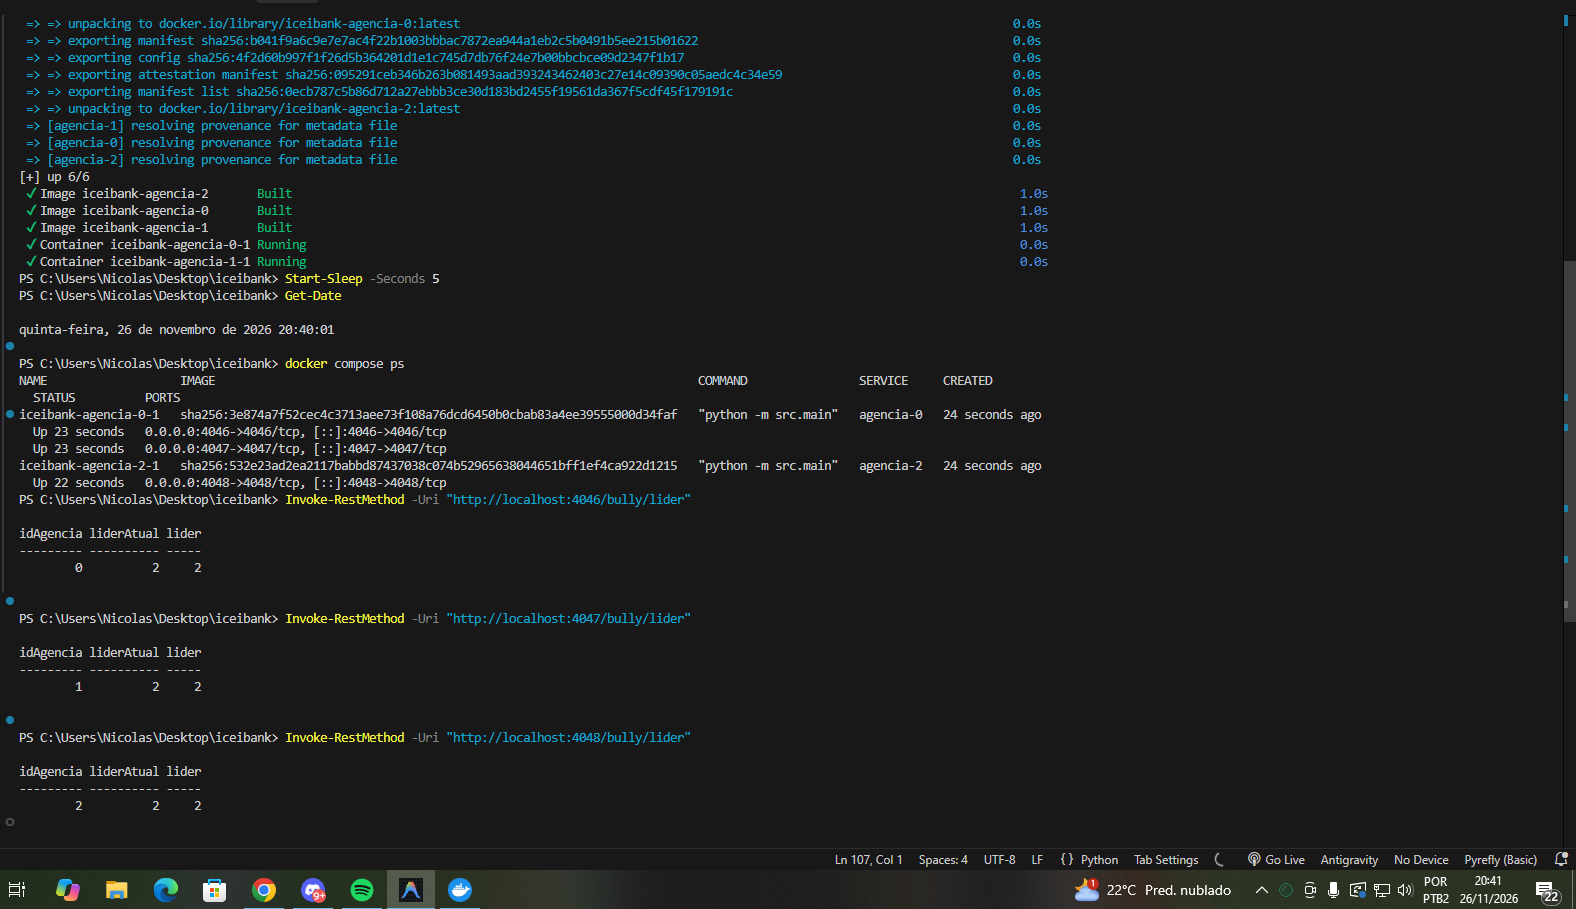 => => unpacking to docker.io/library/iceibank-agencia-0:latest 0.0s
=> => exporting manifest sha256:b041f9a6c9e7e7ac4f22b1003bbbac7872ea944a1eb2c5b0491b5ee215b01622 0.0s
=> => exporting config sha256:4f2d60b997f1f26d5b364201d1e1c745d7db76f24e7b00bbcbce09d2347f1b17 0.0s
=> => exporting attestation manifest sha256:095291ceb346b263b081493aad393243462403c27e14c09390c05aedc4c34e59 0.0s
=> => exporting manifest list sha256:0ecb787c5b86d712a27ebbb3ce30d183bd2455f19561da367f5cdf45f179191c 0.0s
=> => unpacking to docker.io/library/iceibank-agencia-2:latest 0.0s
=> [agencia-1] resolving provenance for metadata file 0.0s
=> [agencia-0] resolving provenance for metadata file 0.0s
=> [agencia-2] resolving provenance for metadata file 0.0s
[+] up 6/6
✓ Image iceibank-agencia-2 Built 1.0s
✓ Image iceibank-agencia-0 Built 1.0s
✓ Image iceibank-agencia-1 Built 1.0s
✓ Container iceibank-agencia-0-1 Running 0.0s
✓ Container iceibank-agencia-1-1 Running 0.0s
PS C:\Users\Nicolas\Desktop\iceibank> Start-Sleep -Seconds 5
PS C:\Users\Nicolas\Desktop\iceibank> Get-Date
quinta-feira, 26 de novembro de 2026 20:40:01
PS C:\Users\Nicolas\Desktop\iceibank> docker compose ps
NAME IMAGE COMMAND SERVICE CREATED
STATUS PORTS
iceibank-agencia-0-1 sha256:3e874a7f52cec4c3713aee73f108a76dcd6450b0cbab83a4ee39555000d34faf "python -m src.main" agencia-0 24 seconds ago
Up 23 seconds 0.0.0.0:4046->4046/tcp, [::]:4046->4046/tcp
Up 23 seconds 0.0.0.0:4047->4047/tcp, [::]:4047->4047/tcp
iceibank-agencia-2-1 sha256:532e23ad2ea2117babbd87437038c074b52965638044651bff1ef4ca922d1215 "python -m src.main" agencia-2 24 seconds ago
Up 22 seconds 0.0.0.0:4048->4048/tcp, [::]:4048->4048/tcp
PS C:\Users\Nicolas\Desktop\iceibank> Invoke-RestMethod -Uri "http://localhost:4046/bully/lider"
idAgencia liderAtual lider
--------- ---------- -----
0 2 2
PS C:\Users\Nicolas\Desktop\iceibank> Invoke-RestMethod -Uri "http://localhost:4047/bully/lider"
idAgencia liderAtual lider
--------- ---------- -----
1 2 2
PS C:\Users\Nicolas\Desktop\iceibank> Invoke-RestMethod -Uri "http://localhost:4048/bully/lider"
idAgencia liderAtual lider
--------- ---------- -----
2 2 2
Ln 107, Col 1 Spaces: 4 UTF-8 LF {} Python Tab Settings Go Live Antigravity No Device Pyrefly (Basic)
9+ 1 22°C Pred. nublado POR 20:41
PTB2 26/11/2026 22